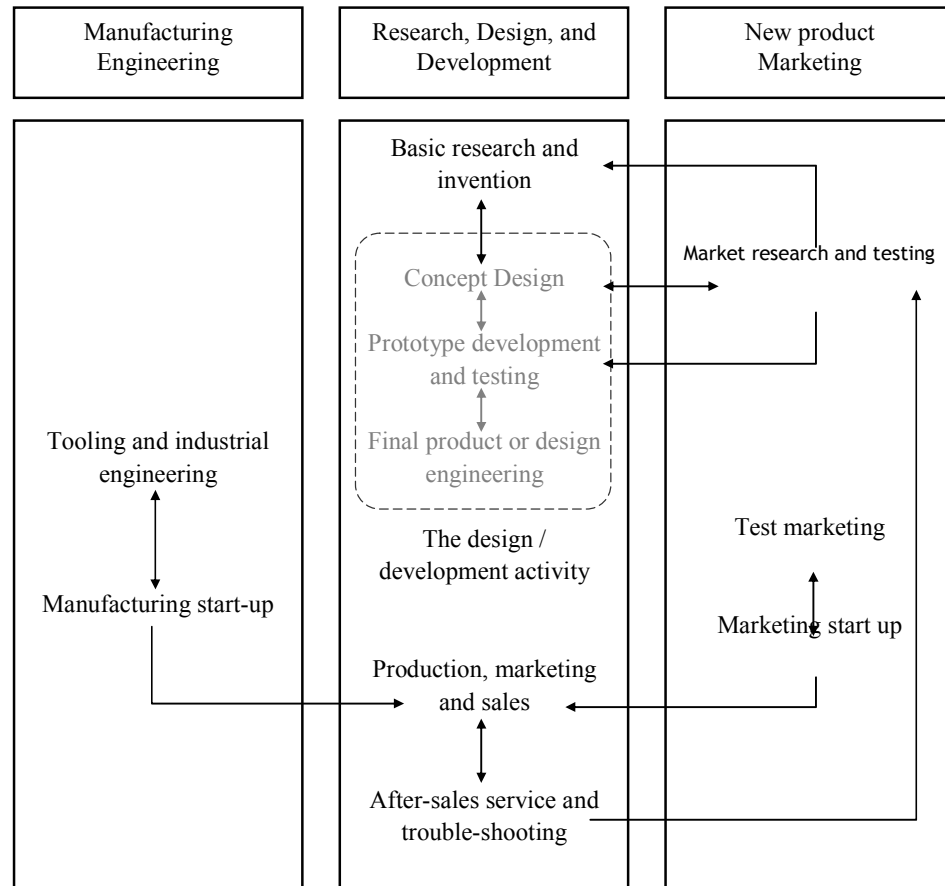 Manufacturing
Engineering
Research, Design, and
Development
New product
Marketing
Basic research and
invention
Market research and testing
Concept Design
Prototype development
and testing
Final product or design
engineering
Tooling and industrial
engineering
The design /
development activity
Test marketing
Manufacturing start-up
Marketing start up
Production, marketing
and sales
After-sales service and
trouble-shooting